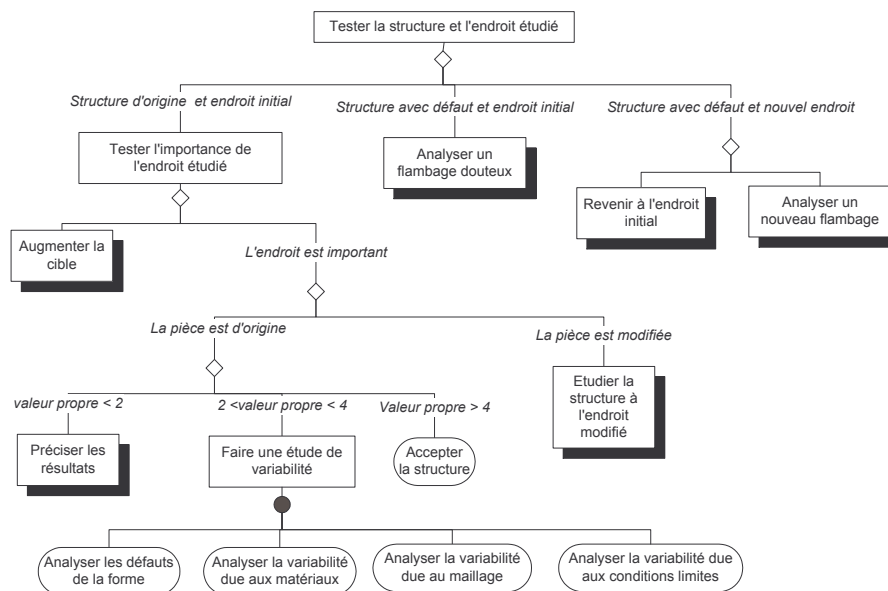 Tester la structure et l'endroit étudié
Structure d'origine et endroit initial
Structure avec défaut et endroit initial
Structure avec défaut et nouvel endroit
Tester l'importance de
l'endroit étudié
Analyser un
flambage douteux
Revenir à l'endroit
initial
Analyser un
nouveau flambage
Augmenter la
cible
L'endroit est important
La pièce est d'origine
La pièce est modifiée
valeur propre < 2
2 <valeur propre < 4
Valeur propre > 4
Etudier la
structure à
l'endroit
modifié
Préciser les
résultats
Faire une étude de
variabilité
Accepter
la structure
Analyser les défauts
de la forme
Analyser la variabilité
due aux matériaux
Analyser la variabilité
due au maillage
Analyser la variabilité due
aux conditions limites